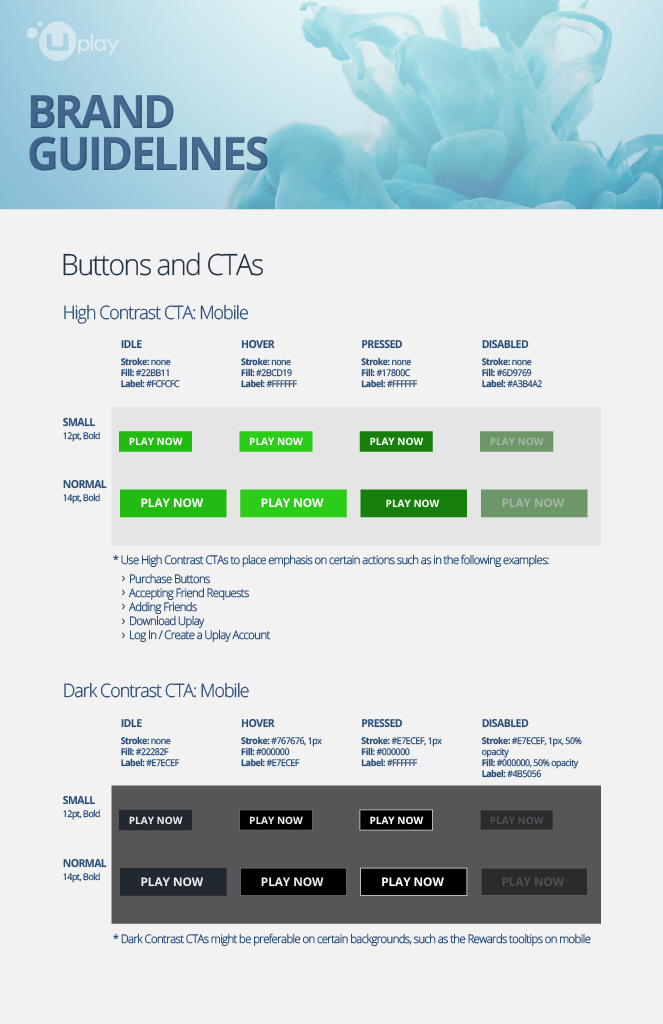 Uplay
BRAND
GUIDELINES
Buttons and CTAs
High Contrast CTA: Mobile
IDLE HOVER PRESSED DISABLED
Stroke: none Stroke: none Stroke: none Stroke: none
Fill: #22BB11 Fill: #2BCD19 Fill: #17800C Fill: #6D9769
Label: #FCFCFC Label: #FFFFFF Label: #FFFFFF Label: #A3B4A2
SMALL
12pt, Bold
PLAY NOW PLAY NOW PLAY NOW PLAY NOW
NORMAL
14pt, Bold
PLAY NOW PLAY NOW PLAY NOW PLAY NOW
* Use High Contrast CTAs to place emphasis on certain actions such as in the following examples:
› Purchase Buttons
› Accepting Friend Requests
› Adding Friends
› Download Uplay
› Log In / Create a Uplay Account
Dark Contrast CTA: Mobile
IDLE HOVER PRESSED DISABLED
Stroke: none Stroke: #767676, 1px Stroke: #E7ECEF, 1px Stroke: #E7ECEF, 1px, 50%
opacity
Fill: #22282F Fill: #000000 Fill: #000000 Fill: #000000, 50% opacity
Label: #E7ECEF Label: #E7ECEF Label: #FFFFFF Label: #4B5056
SMALL
12pt, Bold
PLAY NOW PLAY NOW PLAY NOW PLAY NOW
NORMAL
14pt, Bold
PLAY NOW PLAY NOW PLAY NOW PLAY NOW
* Dark Contrast CTAs might be preferable on certain backgrounds, such as the Rewards tooltips on mobile